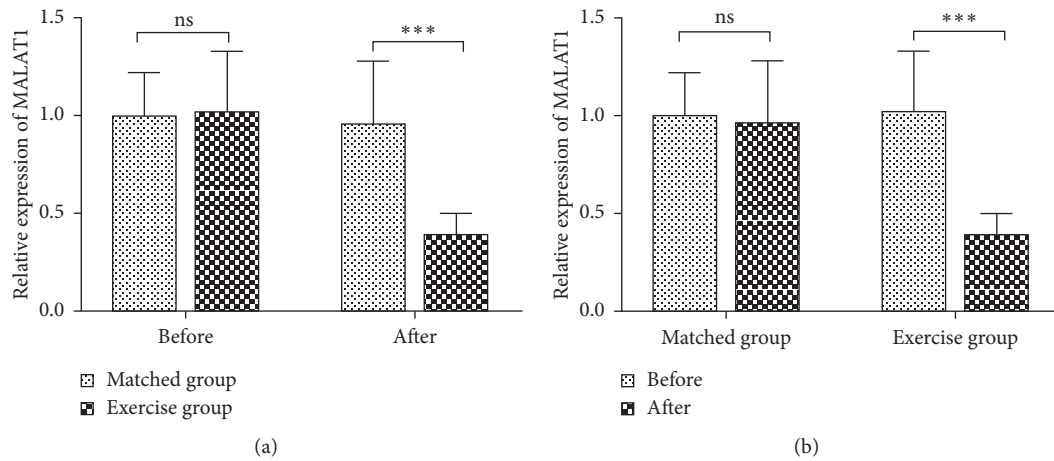 Relative expression of MALAT1
1.5
1.0
0.5
0.0
ns
***
Before
After
Matched group
Exercise group
(a)
Relative expression of MALAT1
1.5
1.0
0.5
0.0
ns
***
Matched group
Exercise group
Before
After
(b)